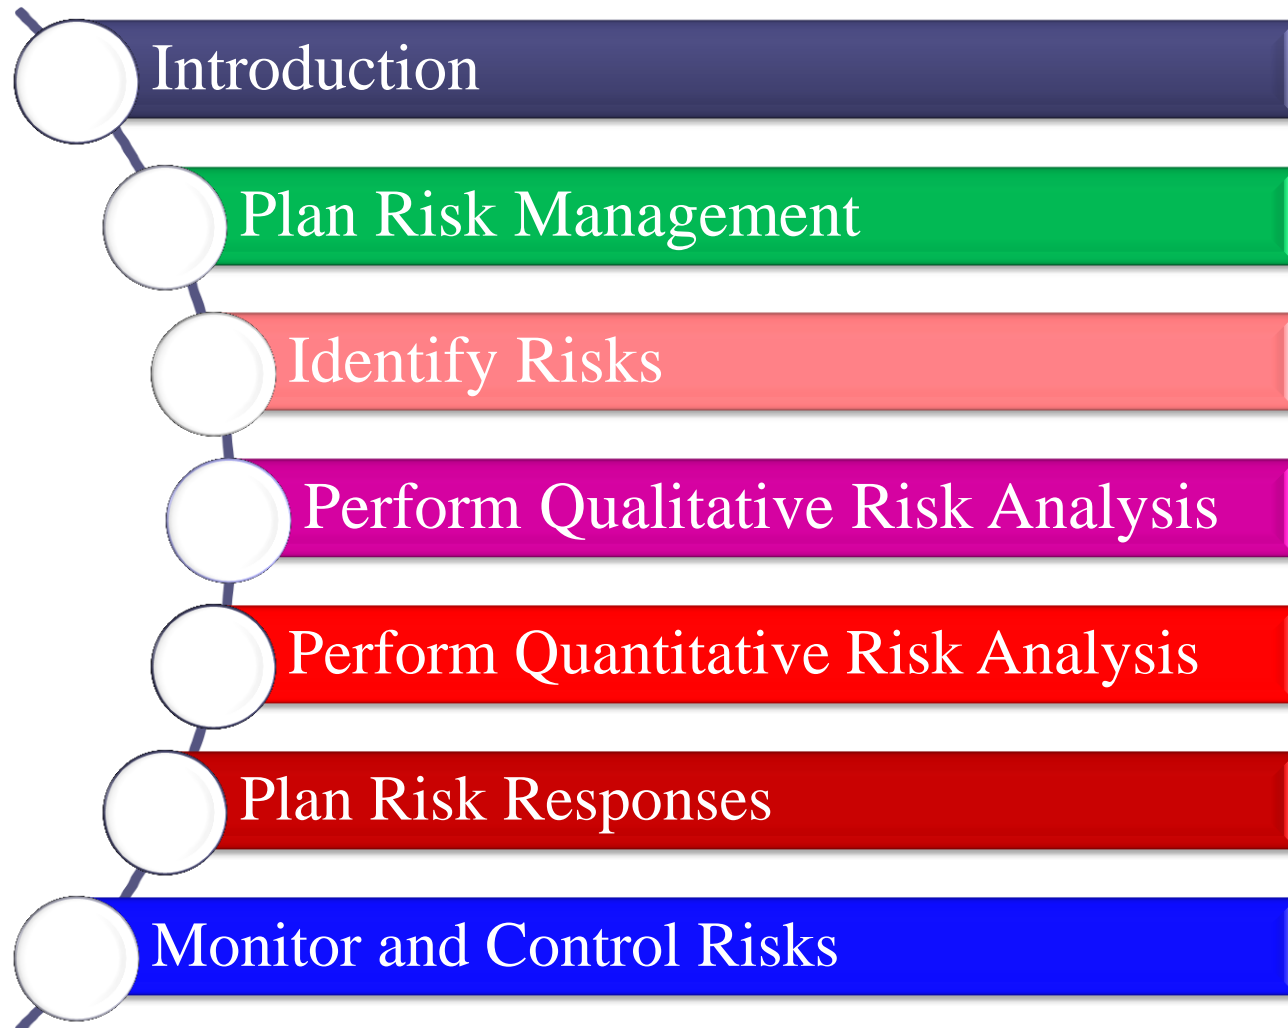 Introduction
Plan Risk Management
Identify Risks
Perform Qualitative Risk Analysis
Perform Quantitative Risk Analysis
Plan Risk Responses
Monitor and Control Risks